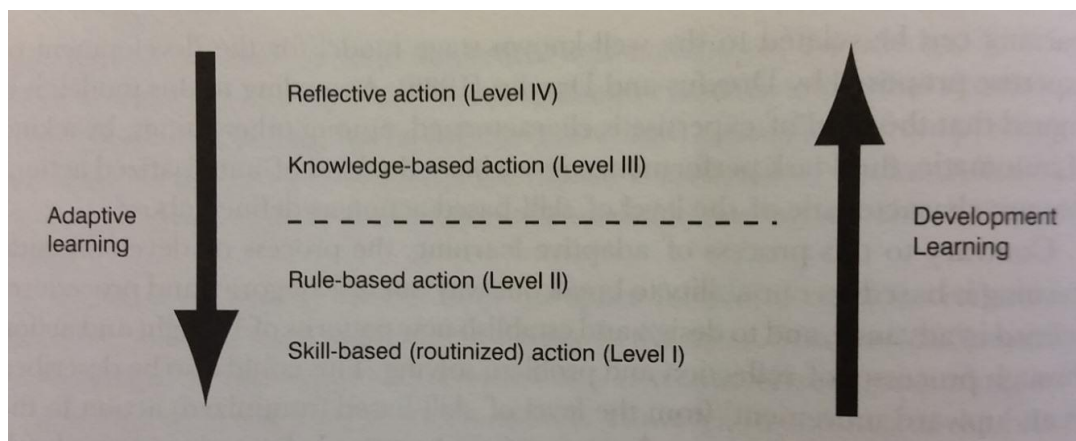 Reflective action (Level IV)
Knowledge-based action (Level III)
Adaptive
learning
Development
Learning
Rule-based action (Level II)
Skill-based (routinized) action (Level I)